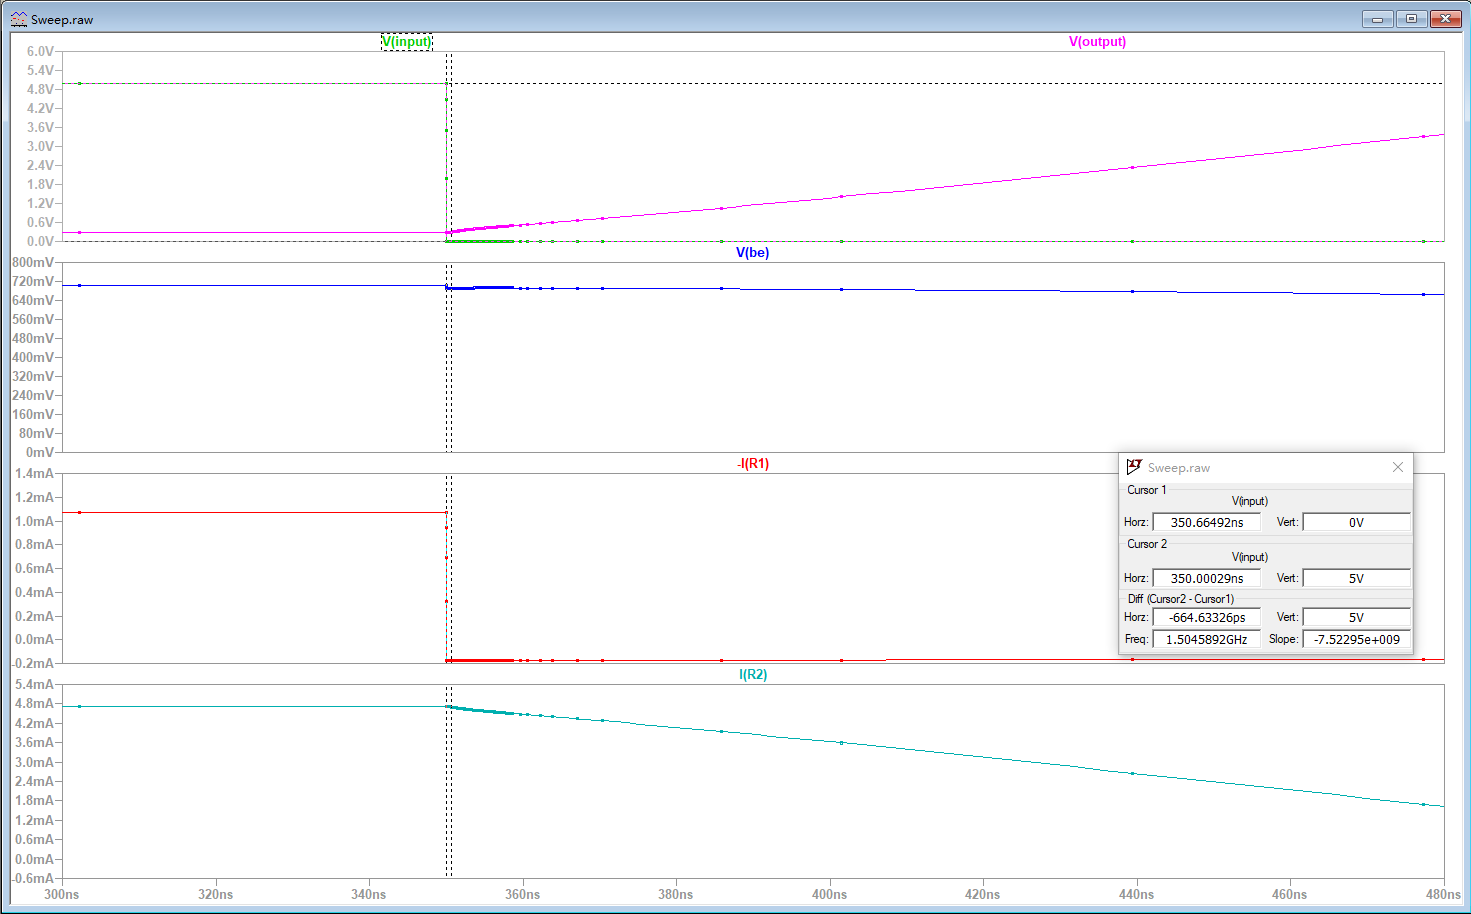 Sweep.raw
V(input)
V(output)
6.0V
5.4V
4.8V
4.2V
3.6V
3.0V
2.4V
1.8V
1.2V
0.6V
0.0V
V(be)
800mV
720mV
640mV
560mV
480mV
400mV
320mV
240mV
160mV
80mV
0mV
-I(R1)
1.4mA
1.2mA
1.0mA
0.8mA
0.6mA
0.4mA
0.2mA
0.0mA
-0.2mA
I(R2)
5.4mA
4.8mA
4.2mA
3.6mA
3.0mA
2.4mA
1.8mA
1.2mA
0.6mA
0.0mA
-0.6mA
300ns 320ns 340ns 360ns 380ns 400ns 420ns 440ns 460ns 480ns
Sweep.raw
Cursor 1
V(input)
Horz: 350.66492ns Vert: 0V
Cursor 2
V(input)
Horz: 350.00029ns Vert: 5V
Diff (Cursor2 - Cursor1)
Horz: -664.63326ps Vert: 5V
Freq: 1.5045892GHz Slope: -7.52295e+009